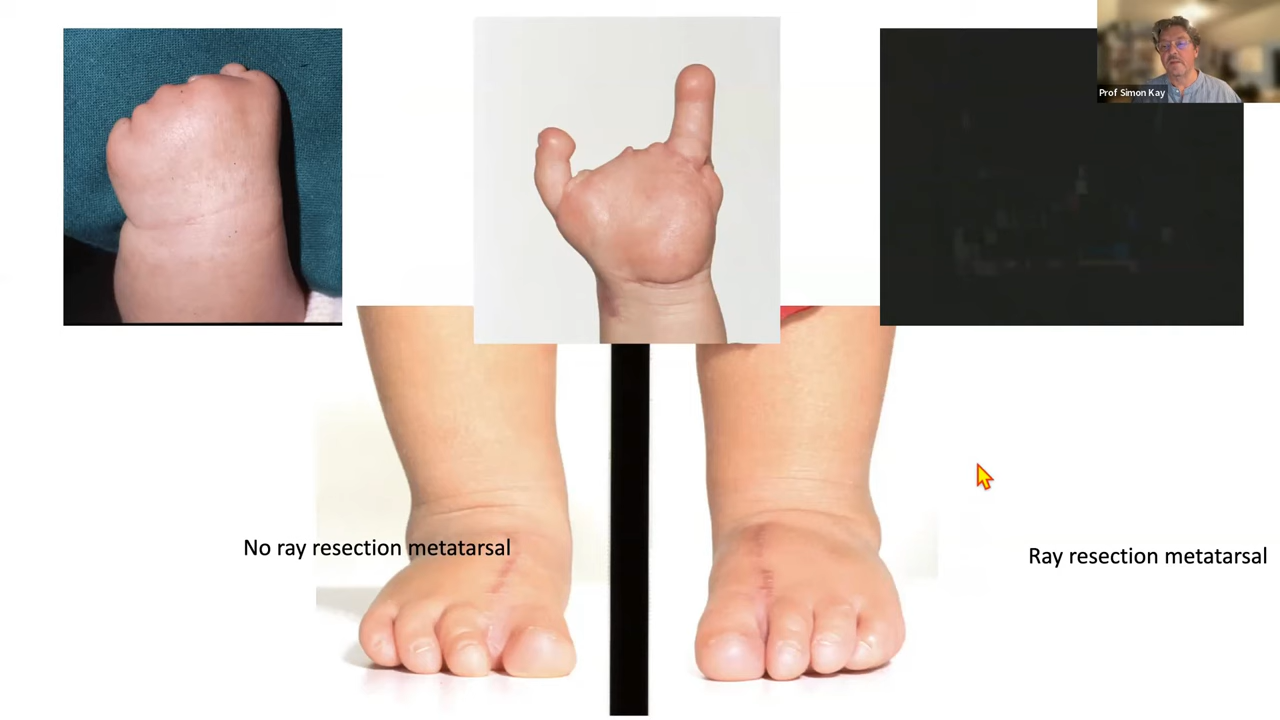 Prof Simon Kay
No ray resection metatarsal
Ray resection metatarsal